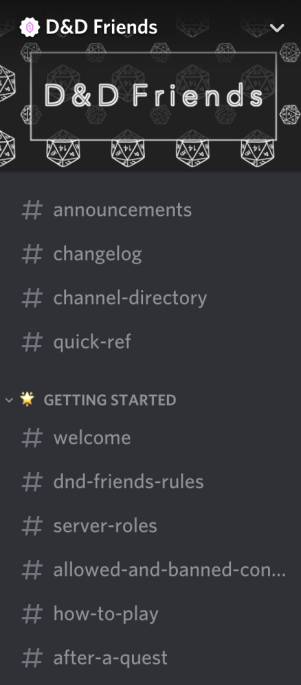 D&D Friends
D&D Friends
# announcements
# changelog
# channel-directory
# quick-ref
GETTING STARTED
# welcome
# dnd-friends-rules
# server-roles
# allowed-and-banned-con...
# how-to-play
# after-a-quest